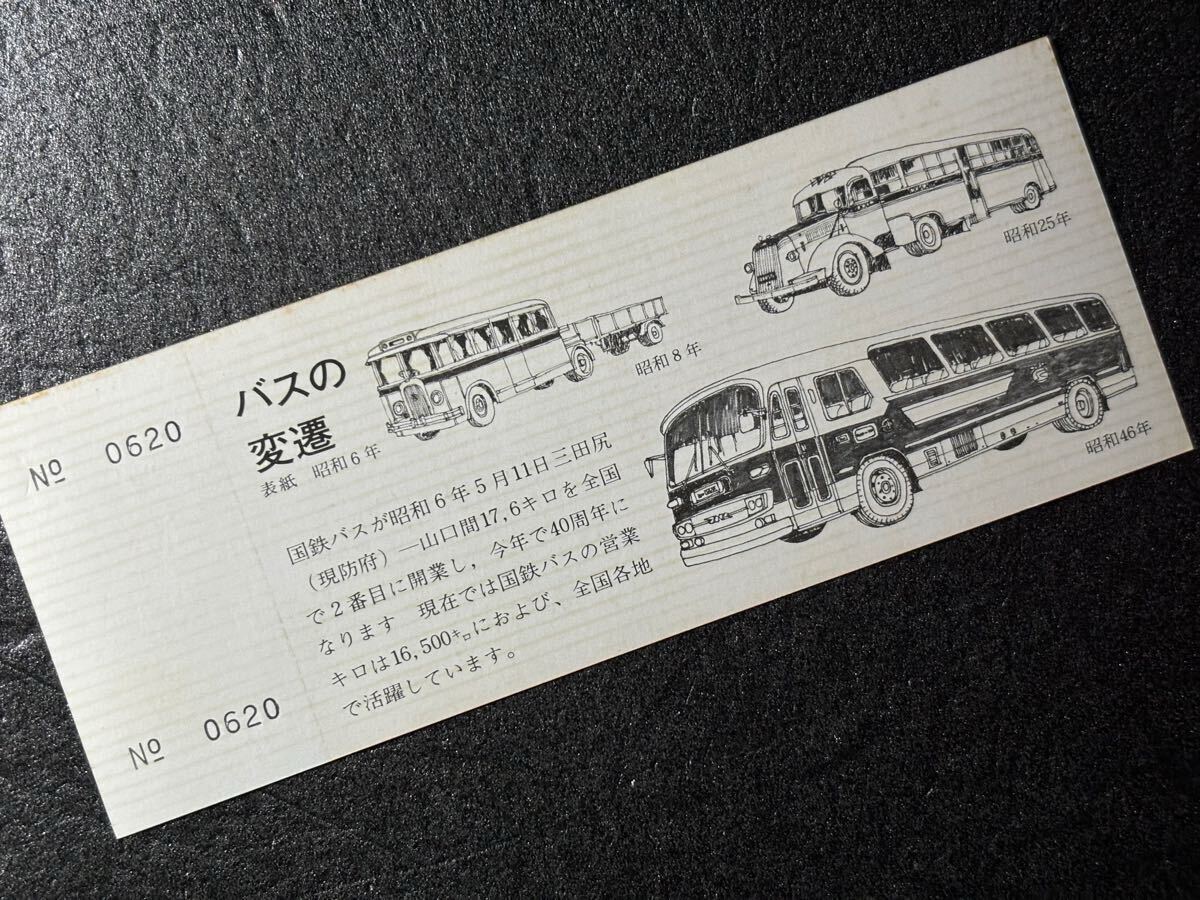 No 0620
No 0620
バスの
変遷
表紙 昭和6年
昭和8年
昭和25年
昭和46年
国鉄バスが昭和6年5月11日三田尻
(現防府)―山口間17,6キロを全国
で2番目に開業し,今年で40周年に
なります 現在では国鉄バスの営業
キロは16,500㌔におよび、全国各地
で活躍しています。